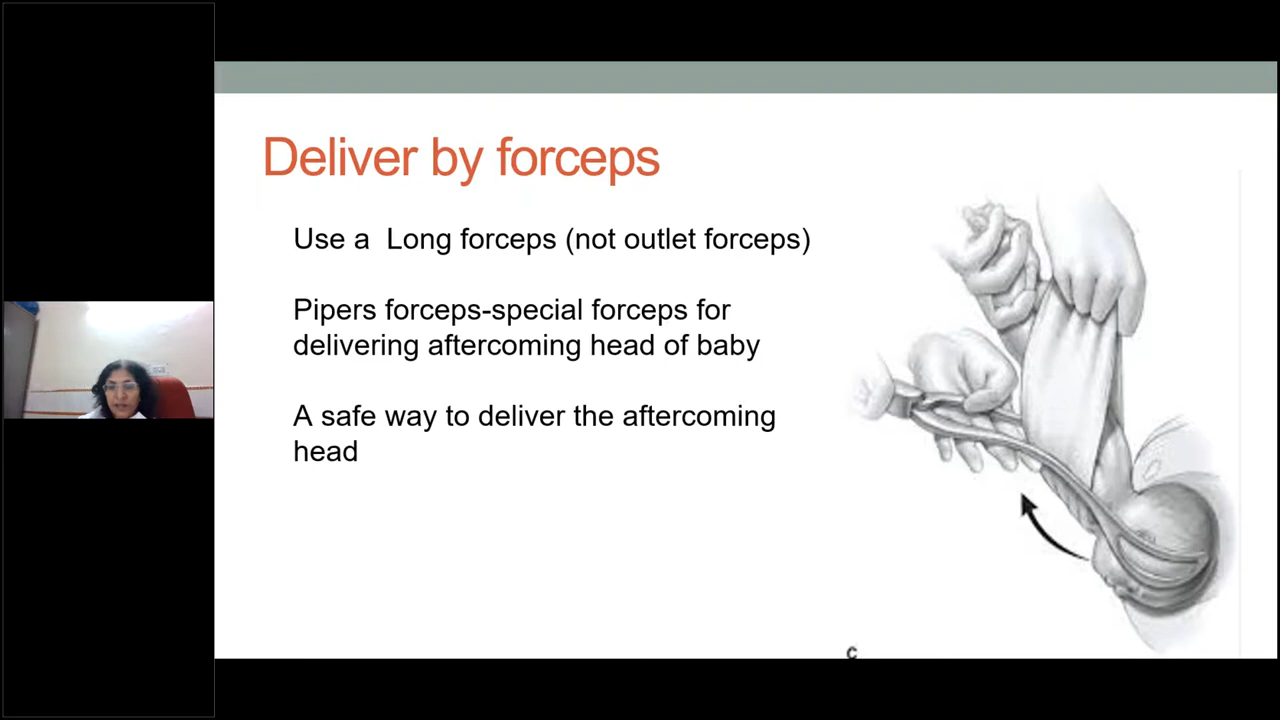 Deliver by forceps
Use a Long forceps (not outlet forceps)
Pipers forceps-special forceps for
delivering aftercoming head of baby
A safe way to deliver the aftercoming
head
C